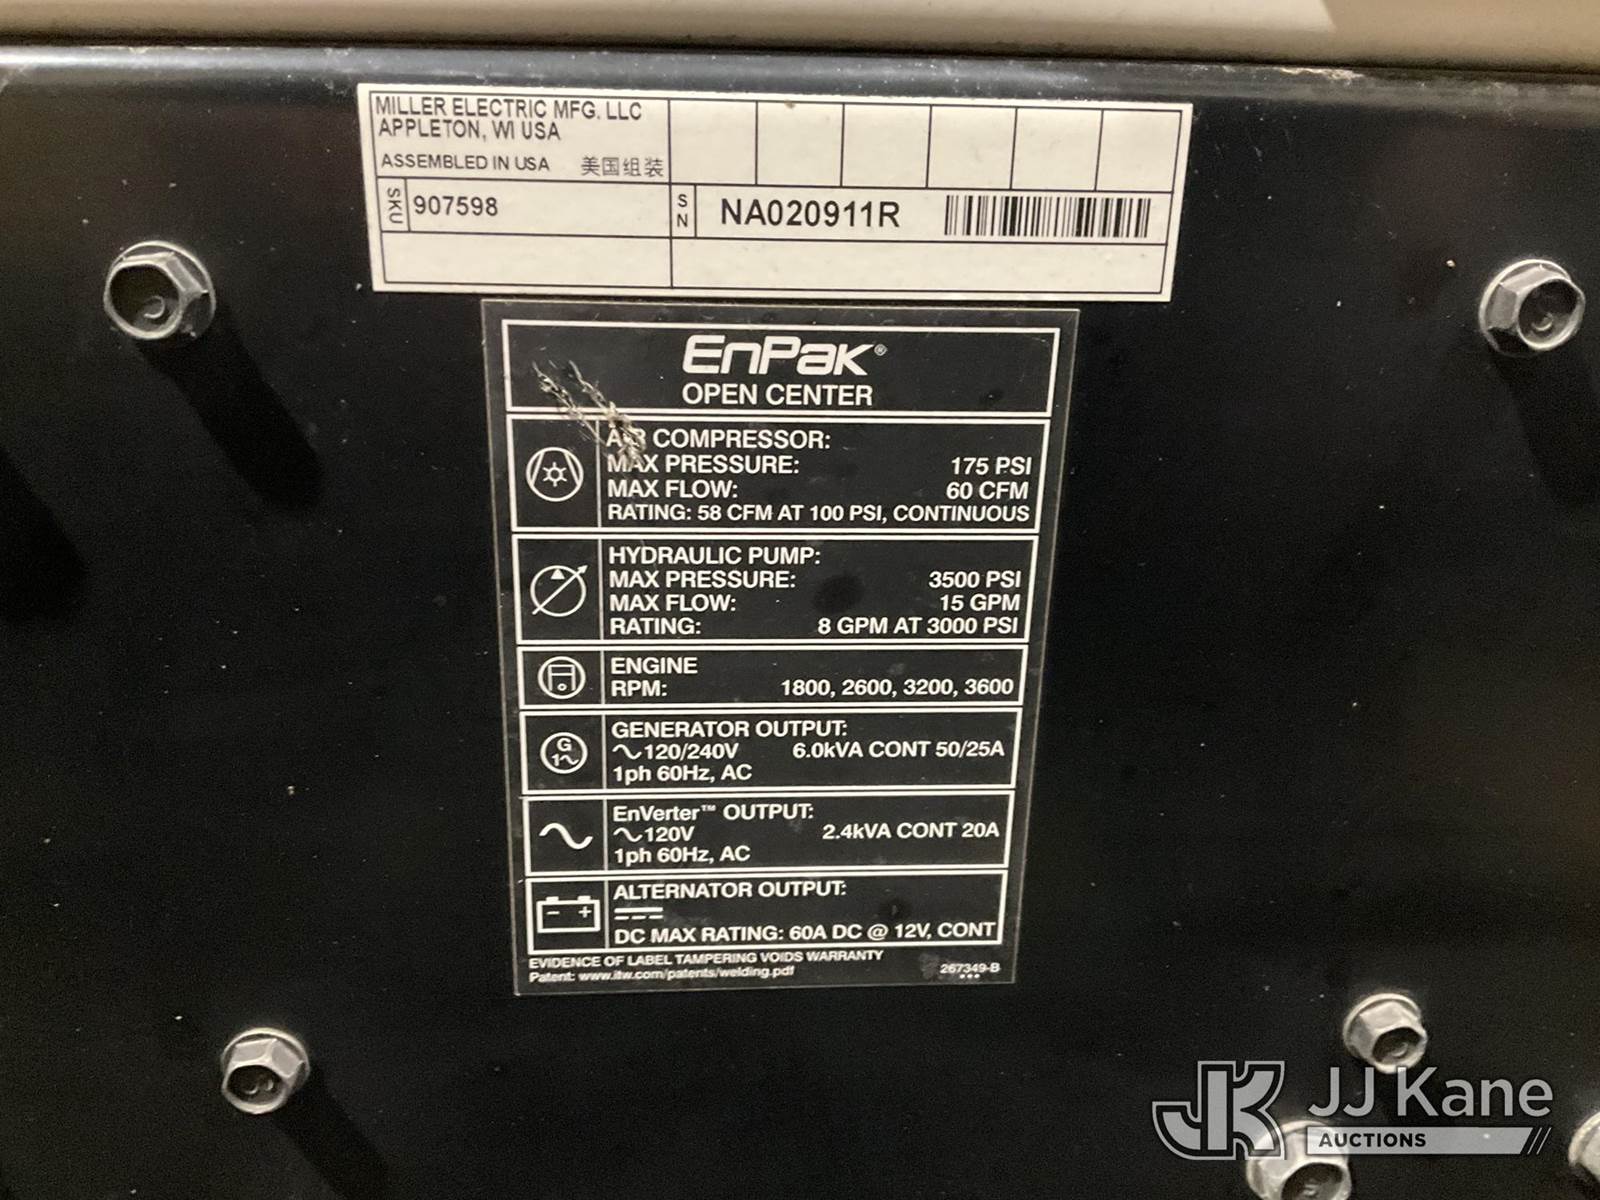 MILLER ELECTRIC MFG. LLC
APPLETON, WI USA
ASSEMBLED IN USA 美国组装
SKU 907598
SN NA020911R
EnPak®
OPEN CENTER
AIR COMPRESSOR:
MAX PRESSURE: 175 PSI
MAX FLOW: 60 CFM
RATING: 58 CFM AT 100 PSI, CONTINUOUS
HYDRAULIC PUMP:
MAX PRESSURE: 3500 PSI
MAX FLOW: 15 GPM
RATING: 8 GPM AT 3000 PSI
ENGINE
RPM: 1800, 2600, 3200, 3600
G
1~
GENERATOR OUTPUT:
~120/240V 6.0kVA CONT 50/25A
1ph 60Hz, AC
EnVerter™ OUTPUT:
~120V 2.4kVA CONT 20A
1ph 60Hz, AC
- +
ALTERNATOR OUTPUT:
DC MAX RATING: 60A DC @ 12V, CONT
EVIDENCE OF LABEL TAMPERING VOIDS WARRANTY
Patent: www.itw.com/patents/welding.pdf 267349-B
JK JJ Kane
AUCTIONS